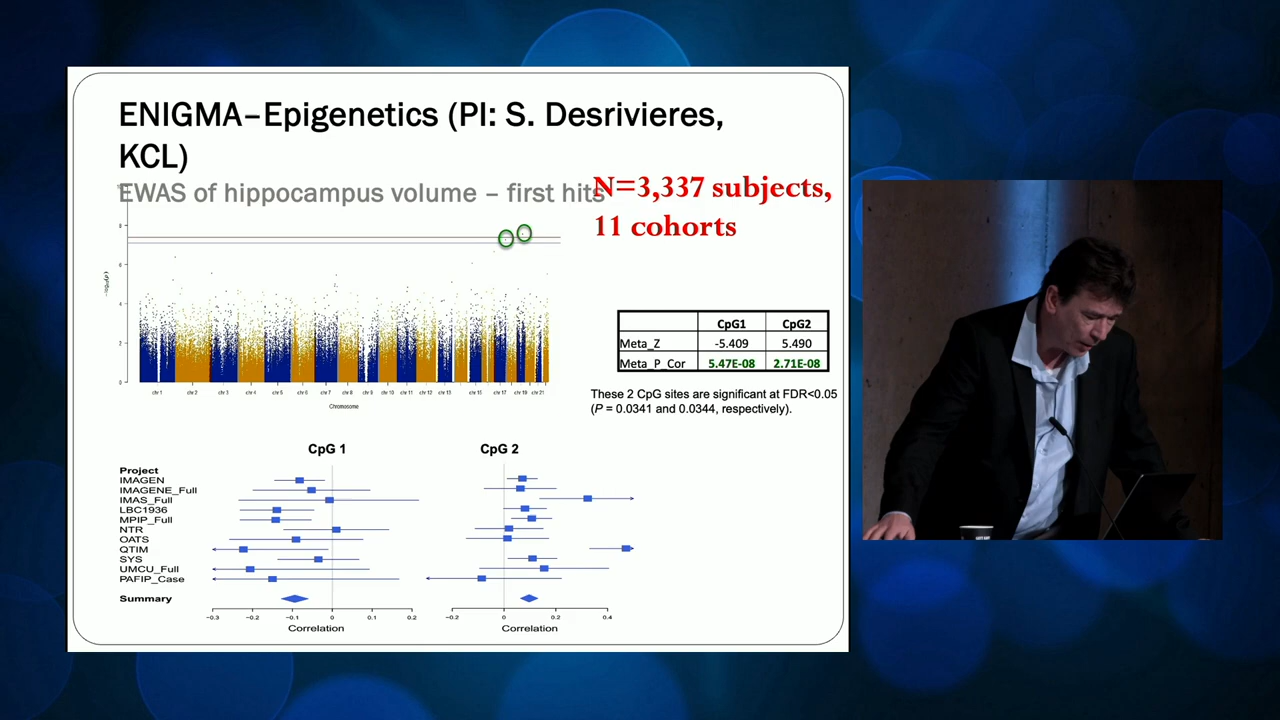 ENIGMA–Epigenetics (PI: S. Desrivieres,
KCL)
EWAS of hippocampus volume – first hits
N=3,337 subjects,
11 cohorts
8
6
4
2
0
chr 1 chr 2 chr 3 chr 4 chr 5 chr 6 chr 7 chr 8 chr 9 chr 10 chr 11 chr 12 chr 13 chr 15 chr 17 chr 19 chr 21
Chromosome
CpG1 CpG2
Meta_Z -5.409 5.490
Meta_P_Cor 5.47E-08 2.71E-08
These 2 CpG sites are significant at FDR<0.05
(P = 0.0341 and 0.0344, respectively).
CpG 1 CpG 2
Project
IMAGEN
IMAGENE_Full
IMAS_Full
LBC1936
MPIP_Full
NTR
OATS
QTIM
SYS
UMCU_Full
PAFIP_Case
Summary
−0.3 −0.2 −0.1 0 0.1 0.2 −0.2 0 0.2 0.4
Correlation Correlation